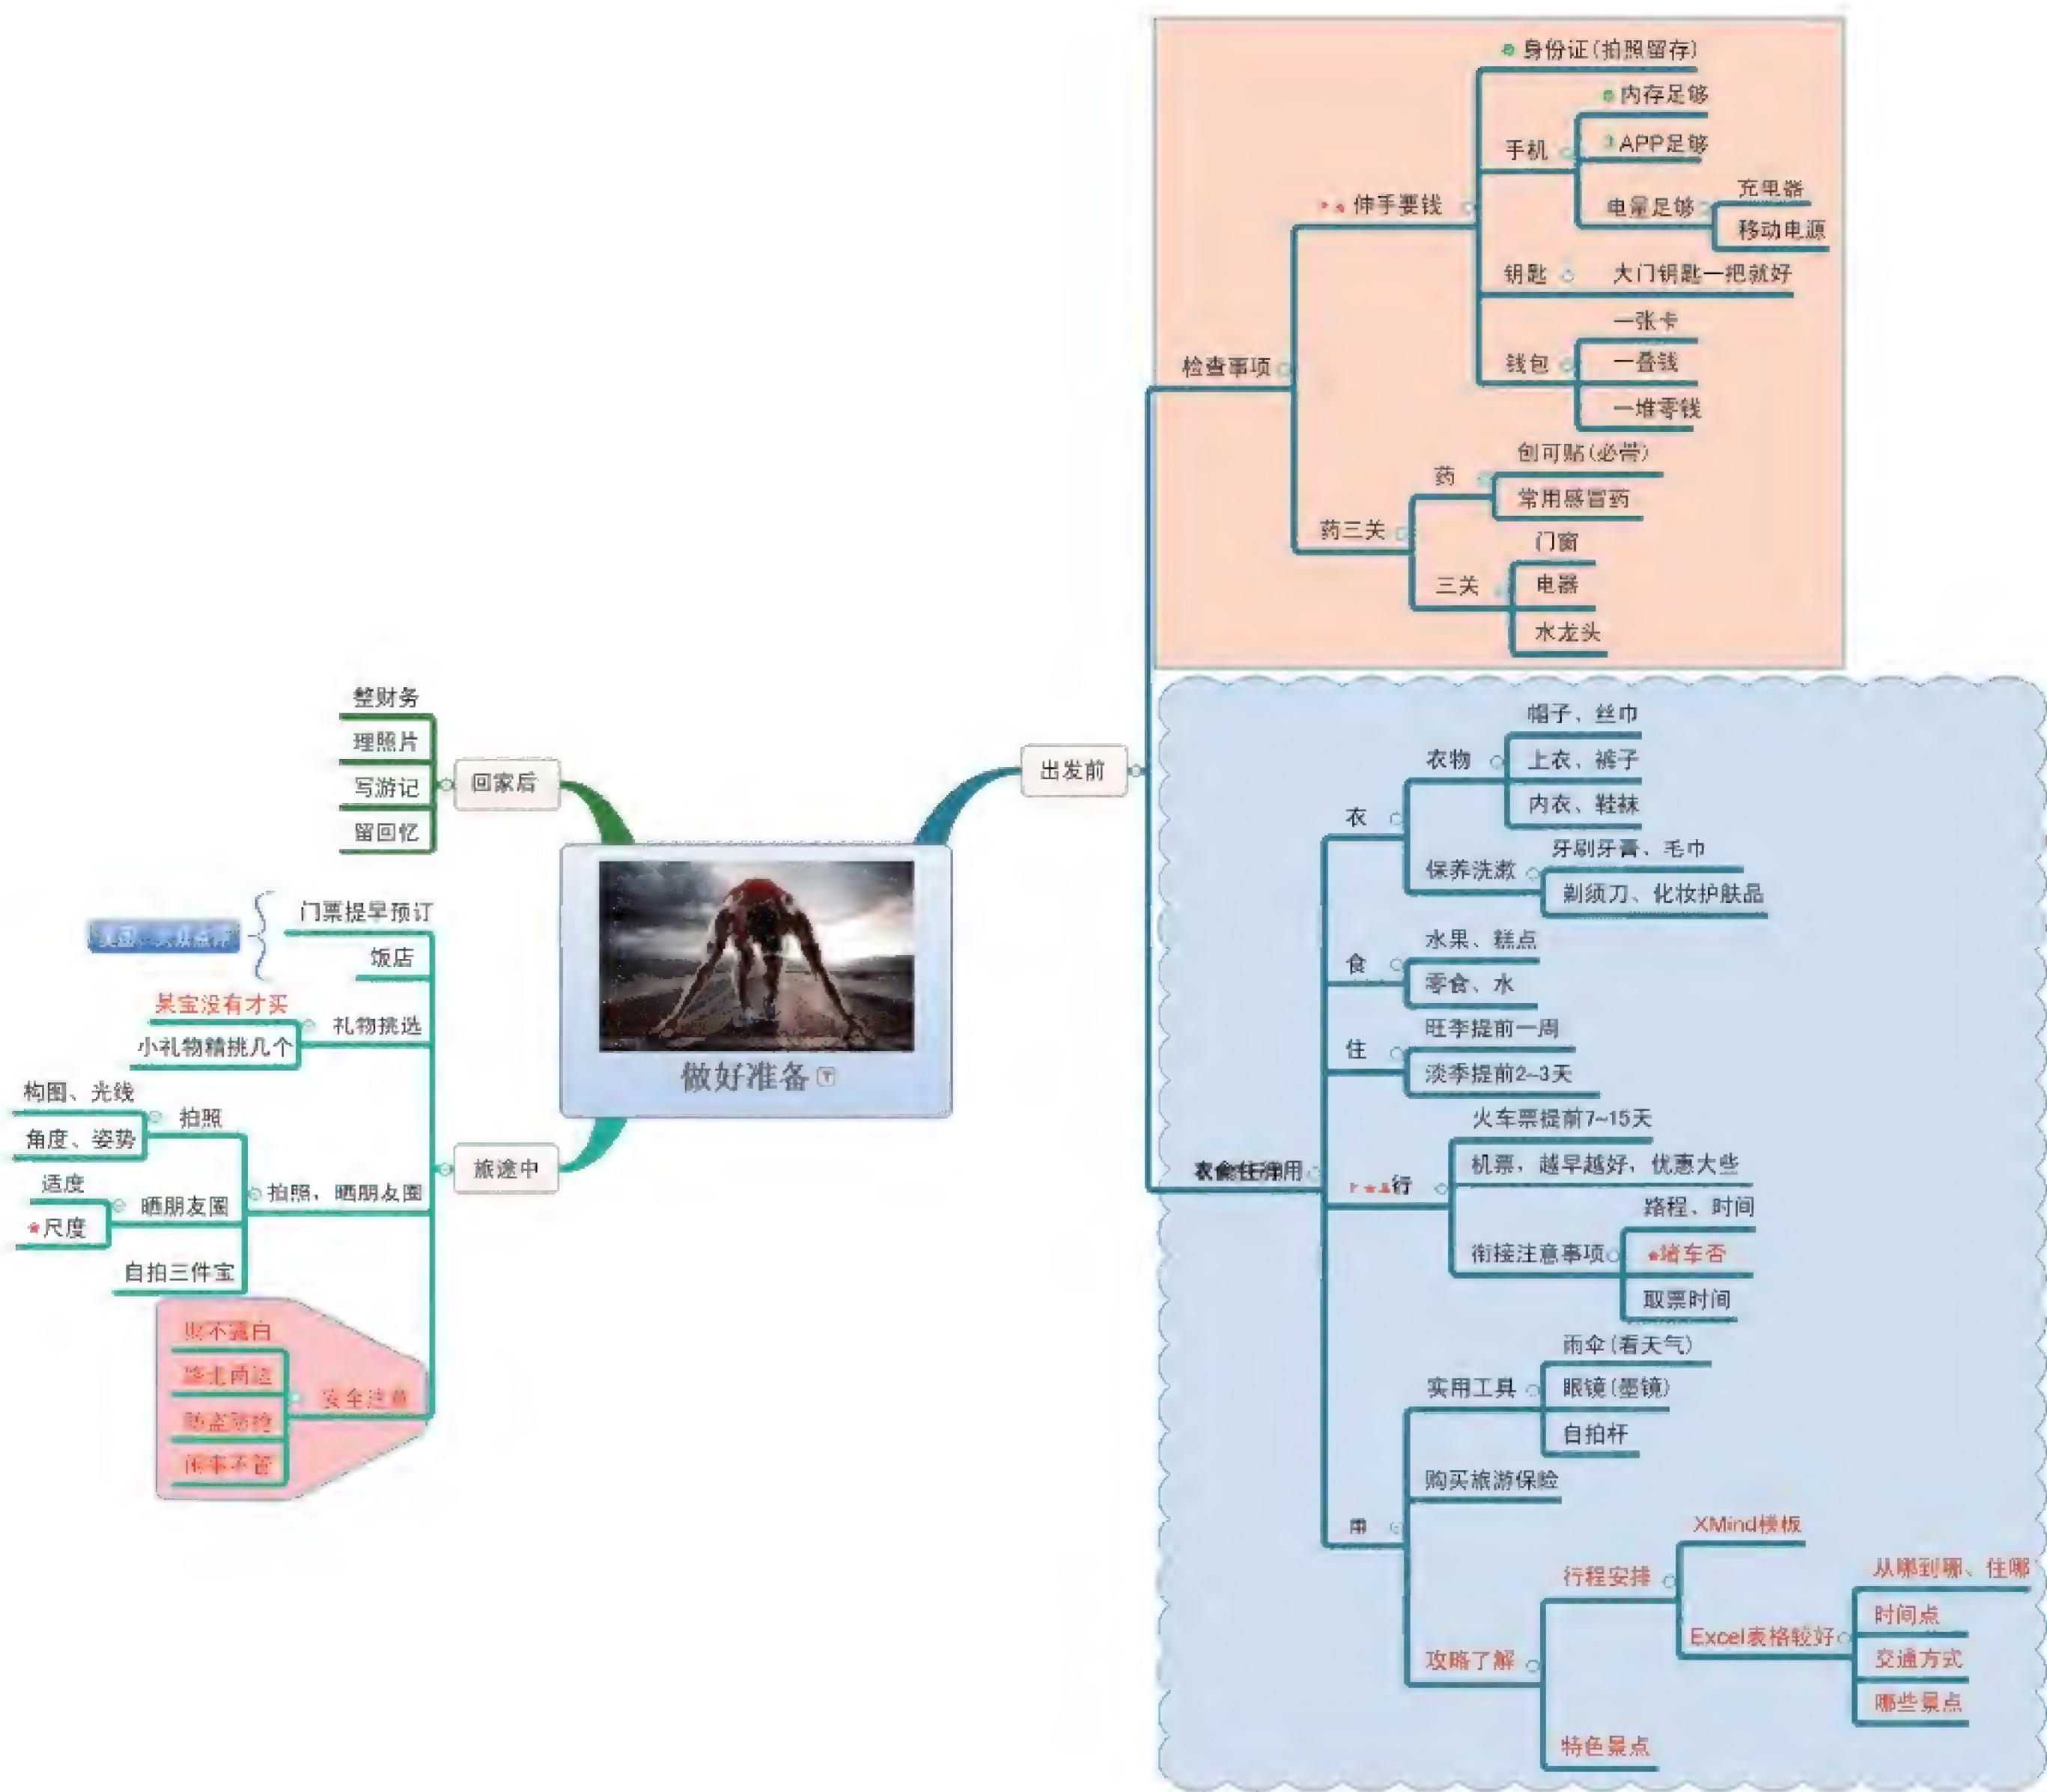 做好准备
出发前
检查事项
伸手要钱
身份证(拍照留存)
手机
内存足够
APP足够
电量足够
充电器
移动电源
钥匙
大门钥匙一把就好
钱包
一张卡
一叠钱
一堆零钱
药三关
药
创可贴(必带)
常用感冒药
三关
门窗
电器
水龙头
用
衣
衣物
帽子、丝巾
上衣、裤子
内衣、鞋袜
保养洗漱
牙刷牙膏、毛巾
剃须刀、化妆护肤品
食
水果、糕点
零食、水
住
旺季提前一周
淡季提前2~3天
行
火车票提前7~15天
机票，越早越好，优惠大些
衔接注意事项
路程、时间
堵车否
取票时间
用
实用工具
雨伞(看天气)
眼镜(墨镜)
自拍杆
购买旅游保险
攻略了解
行程安排
XMind模板
Excel表格较好
从哪到哪、住哪
时间点
交通方式
哪些景点
特色景点
旅途中
门票提早预订
饭店
礼物挑选
某宝没有才买
小礼物精挑几个
拍照，晒朋友圈
拍照
构图、光线
角度、姿势
晒朋友圈
适度
尺度
自拍三件宝
安全注意
财不露白
闲事不管
回家后
整财务
理照片
写游记
留回忆